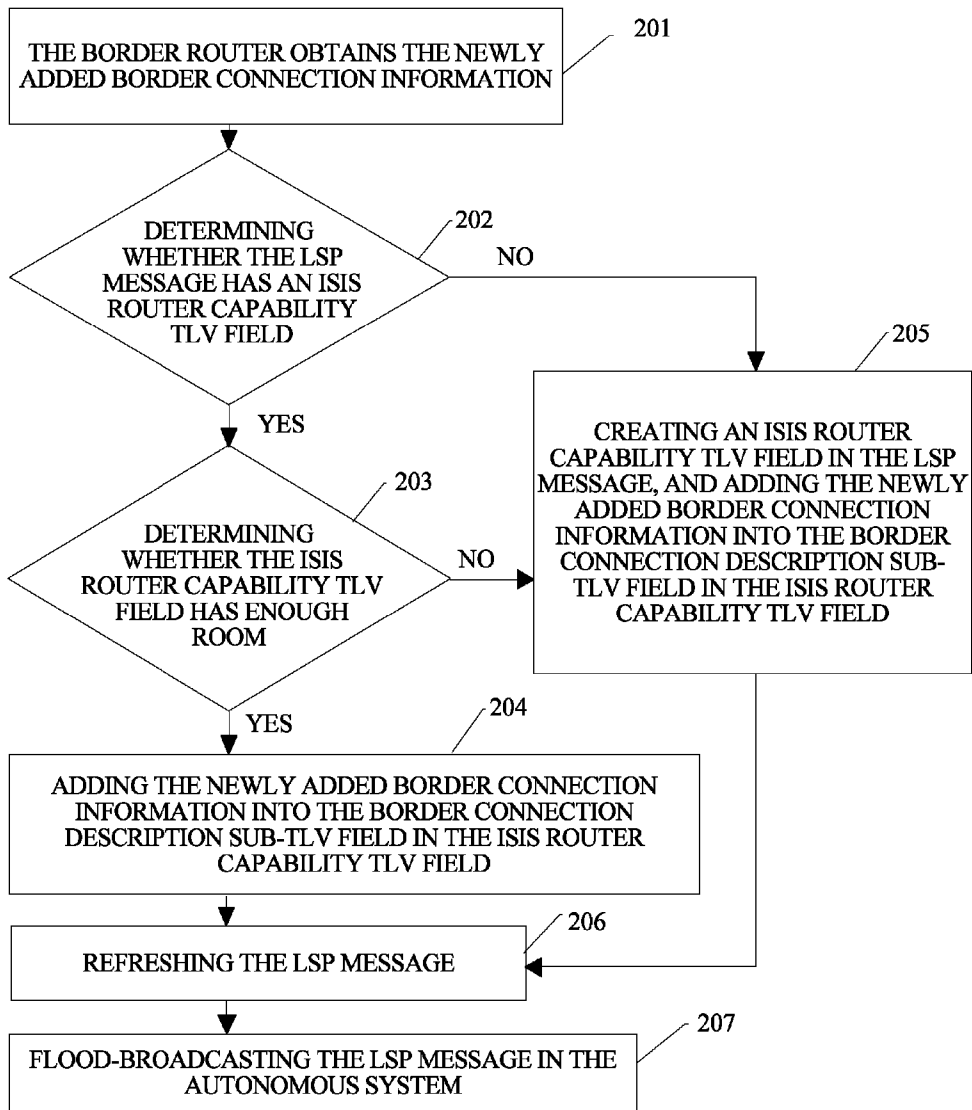 201
THE BORDER ROUTER OBTAINS THE NEWLY
ADDED BORDER CONNECTION INFORMATION
202
DETERMINING
WHETHER THE LSP
MESSAGE HAS AN ISIS
ROUTER CAPABILITY
TLV FIELD
NO
YES
203
DETERMINING
WHETHER THE ISIS
ROUTER CAPABILITY TLV
FIELD HAS ENOUGH
ROOM
NO
YES
205
CREATING AN ISIS ROUTER
CAPABILITY TLV FIELD IN THE LSP
MESSAGE, AND ADDING THE NEWLY
ADDED BORDER CONNECTION
INFORMATION INTO THE BORDER
CONNECTION DESCRIPTION SUB-
TLV FIELD IN THE ISIS ROUTER
CAPABILITY TLV FIELD
204
ADDING THE NEWLY ADDED BORDER CONNECTION
INFORMATION INTO THE BORDER CONNECTION
DESCRIPTION SUB-TLV FIELD IN THE ISIS ROUTER
CAPABILITY TLV FIELD
206
REFRESHING THE LSP MESSAGE
207
FLOOD-BROADCASTING THE LSP MESSAGE IN THE
AUTONOMOUS SYSTEM